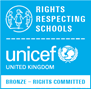 RIGHTS
RESPECTING
SCHOOLS
unicef
UNITED KINGDOM
BRONZE – RIGHTS COMMITTED